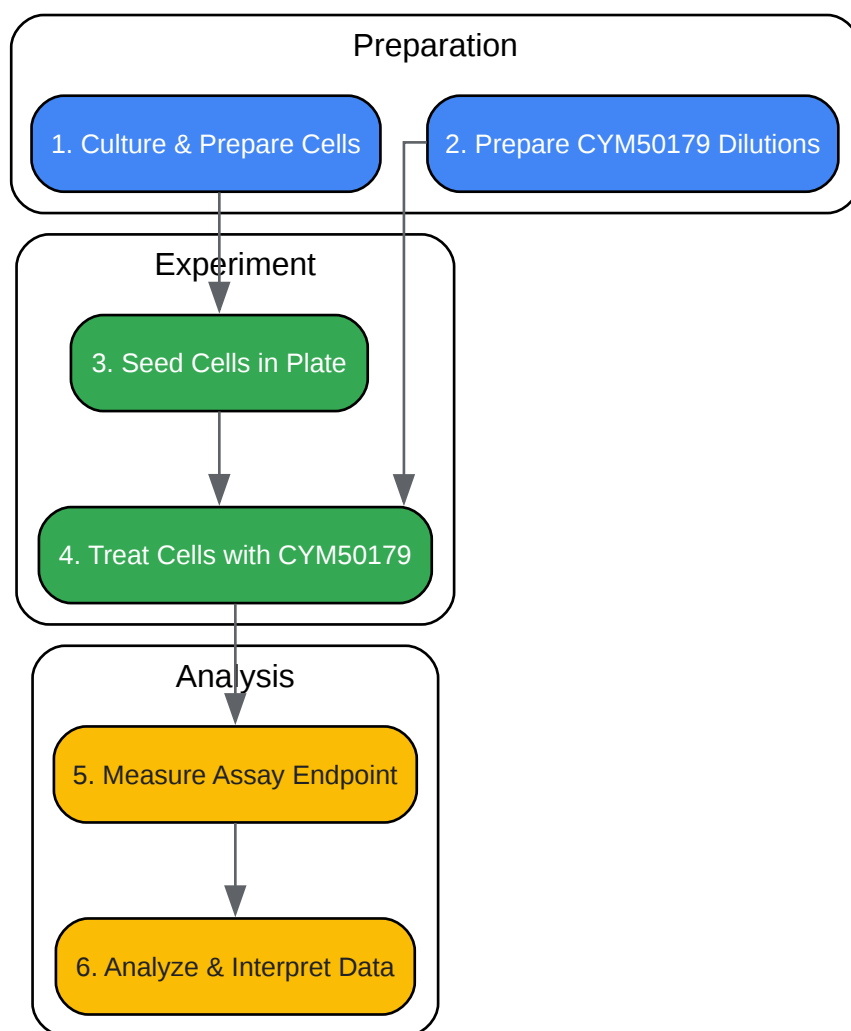 Preparation
1. Culture & Prepare Cells
2. Prepare CYM50179 Dilutions
Experiment
3. Seed Cells in Plate
4. Treat Cells with CYM50179
Analysis
5. Measure Assay Endpoint
6. Analyze & Interpret Data